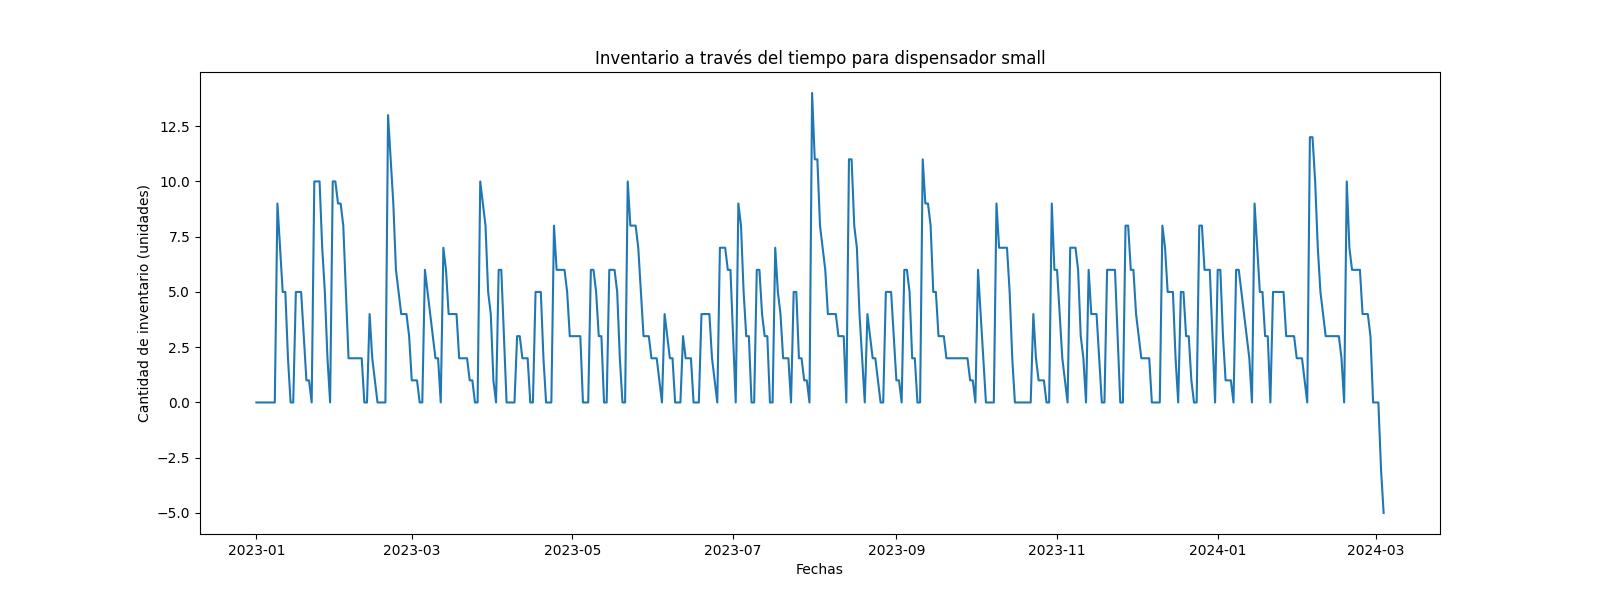 Inventario a través del tiempo para dispensador small
Cantidad de inventario (unidades)
12.5
10.0
7.5
5.0
2.5
0.0
−2.5
−5.0
2023-01 2023-03 2023-05 2023-07 2023-09 2023-11 2024-01 2024-03
Fechas